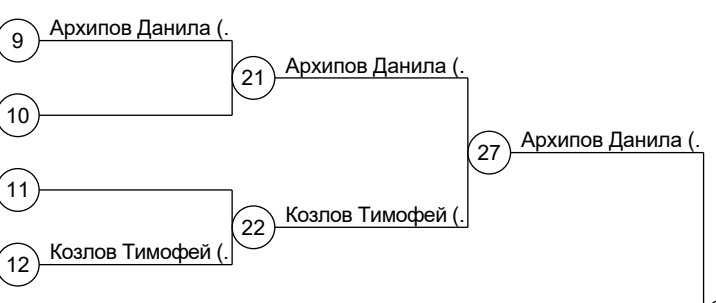 9 Архипов Данила (.
21 Архипов Данила (.
10
27 Архипов Данила (.
11
22 Козлов Тимофей (.
12 Козлов Тимофей (.